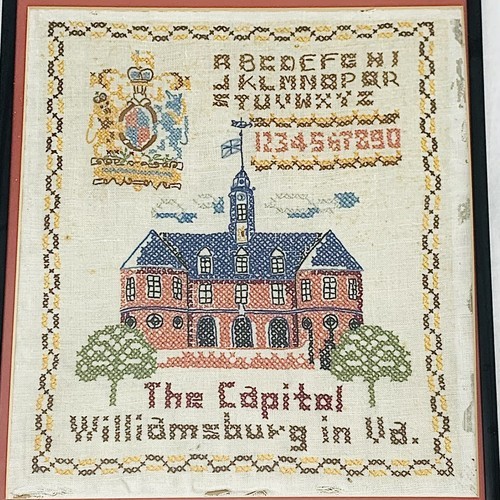 ABCDEFGHI
JKLMNOPQR
STUVWXYZ
1234567890
The Capitol
Williamsburg in Va.